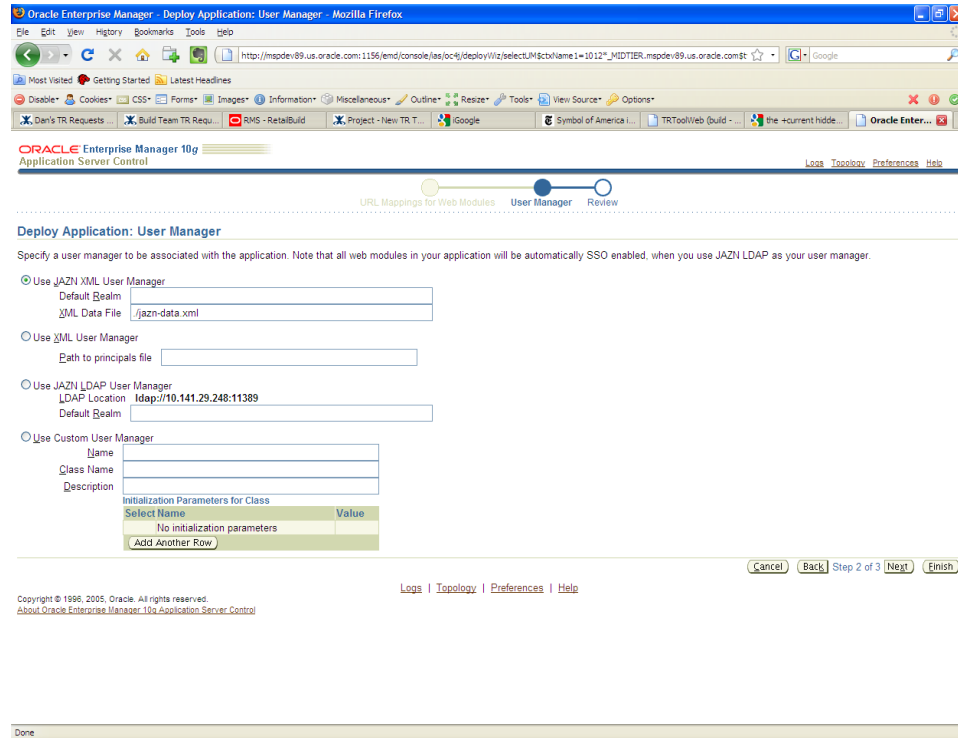 Oracle Enterprise Manager - Deploy Application: User Manager - Mozilla Firefox
File Edit View History Bookmarks Tools Help
http://mspdev89.us.oracle.com:1156/emd/console/ias/oc4j/deployWiz/selectUM$ctxName1=1012*_MIDTIER.mspdev89.us.oracle.com$t
Google
Most Visited Getting Started Latest Headlines
Disable Cookies CSS Forms Images Information Miscellaneous Outline Resize Tools View Source Options
Dan's TR Requests ... Build Team TR Requ... RMS - RetailBuild Project - New TR T... Google Symbol of America i... TRToolWeb (build - ... the +current hidde... Oracle Enter...
ORACLE Enterprise Manager 10g
Application Server Control
Logs Topology Preferences Help
URL Mappings for Web Modules User Manager Review
Deploy Application: User Manager
Specify a user manager to be associated with the application. Note that all web modules in your application will be automatically SSO enabled, when you use JAZN LDAP as your user manager.
Use JAZN XML User Manager
Default Realm
XML Data File ./jazn-data.xml
Use XML User Manager
Path to principals file
Use JAZN LDAP User Manager
LDAP Location ldap://10.141.29.248:11389
Default Realm
Use Custom User Manager
Name
Class Name
Description
Initialization Parameters for Class
Select Name Value
No initialization parameters
Add Another Row
Cancel Back Step 2 of 3 Next Finish
Logs | Topology | Preferences | Help
Copyright © 1996, 2005, Oracle. All rights reserved.
About Oracle Enterprise Manager 10g Application Server Control
Done